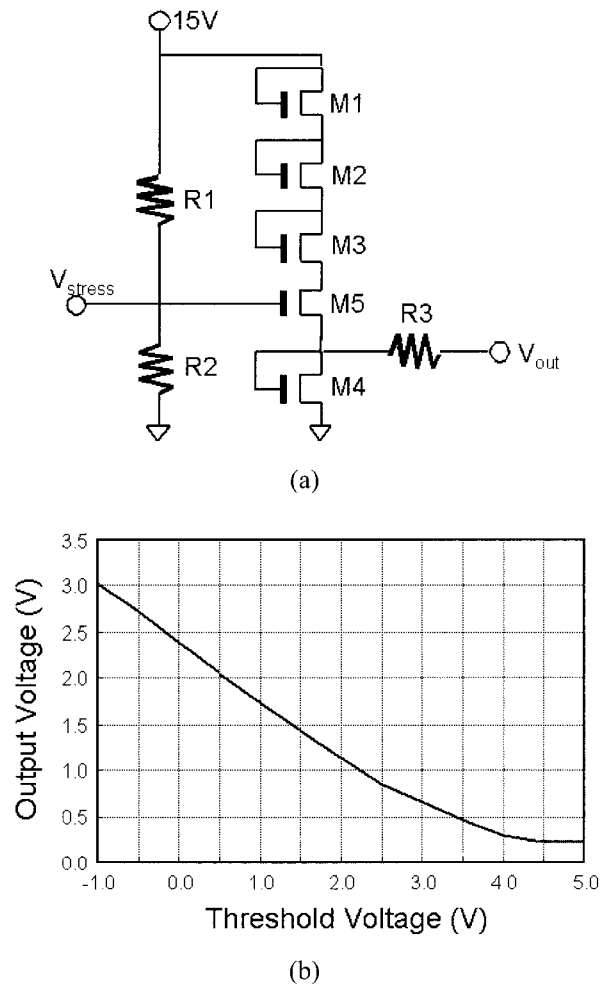 15V
M1
M2
R1
M3
V_stress
M5
R3
R2
V_out
M4
(a)
3.5
3.0
2.5
2.0
1.5
1.0
0.5
0.0
Output Voltage (V)
-1.0 0.0 1.0 2.0 3.0 4.0 5.0
Threshold Voltage (V)
(b)